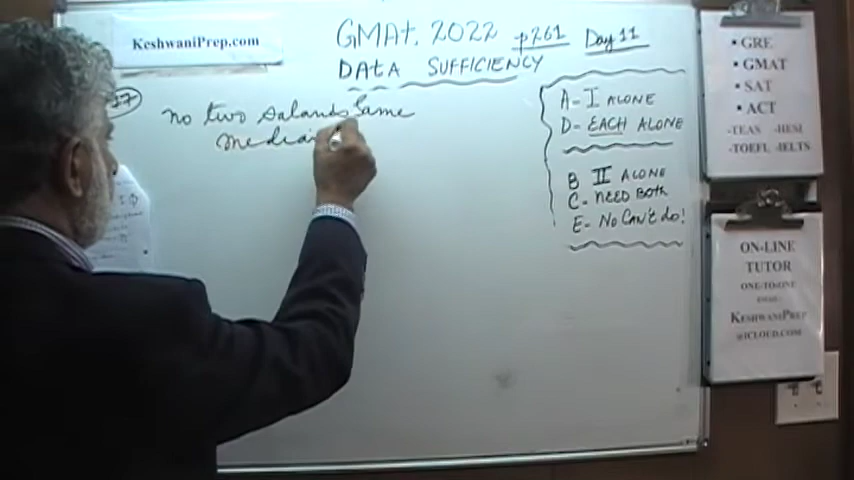 KeshwaniPrep.com
GMAT. 2022 p261 Day 11
DATA SUFFICIENCY
no two salaries same
A- I ALONE
D- EACH ALONE
B II ALONE
C- NEED BOTH
E- No CAN'T do!
• GRE
• GMAT
• SAT
• ACT
-TEAS -HESI
-TOEFL -IELTS
ON-LINE
TUTOR
ONE-TO-ONE
KESHWANIPREP
@ICLOUD.COM